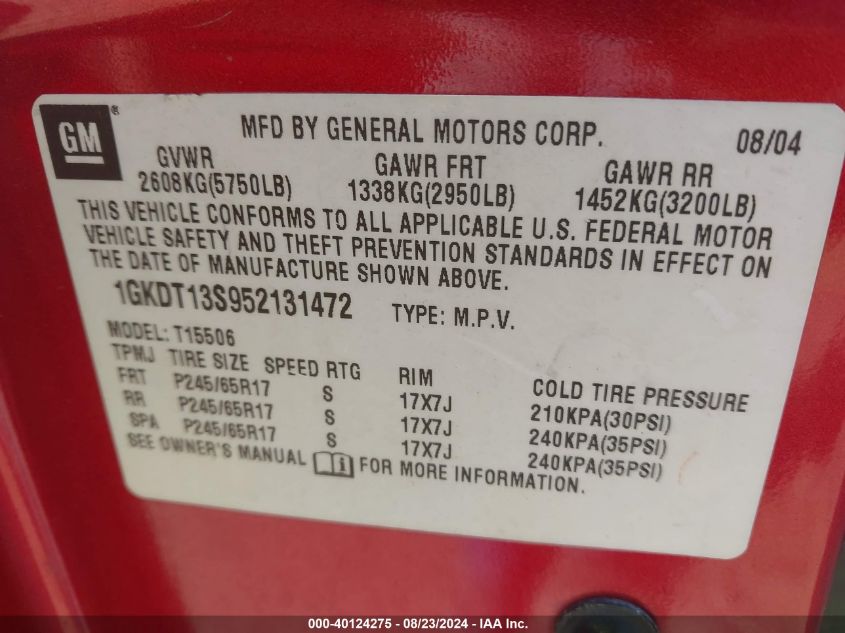 GM®
MFD BY GENERAL MOTORS CORP. 08/04
GVWR GAWR FRT GAWR RR
2608KG(5750LB) 1338KG(2950LB) 1452KG(3200LB)
THIS VEHICLE CONFORMS TO ALL APPLICABLE U.S. FEDERAL MOTOR
VEHICLE SAFETY AND THEFT PREVENTION STANDARDS IN EFFECT ON
THE DATE OF MANUFACTURE SHOWN ABOVE.
1GKDT13S952131472 TYPE: M.P.V.
MODEL: T15506
TPMJ TIRE SIZE SPEED RTG RIM COLD TIRE PRESSURE
FRT P245/65R17 S 17X7J 210KPA(30PSI)
RR P245/65R17 S 17X7J 240KPA(35PSI)
SPA P245/65R17 S 17X7J 240KPA(35PSI)
SEE OWNER'S MANUAL i FOR MORE INFORMATION.
000-40124275 - 08/23/2024 - IAA Inc.